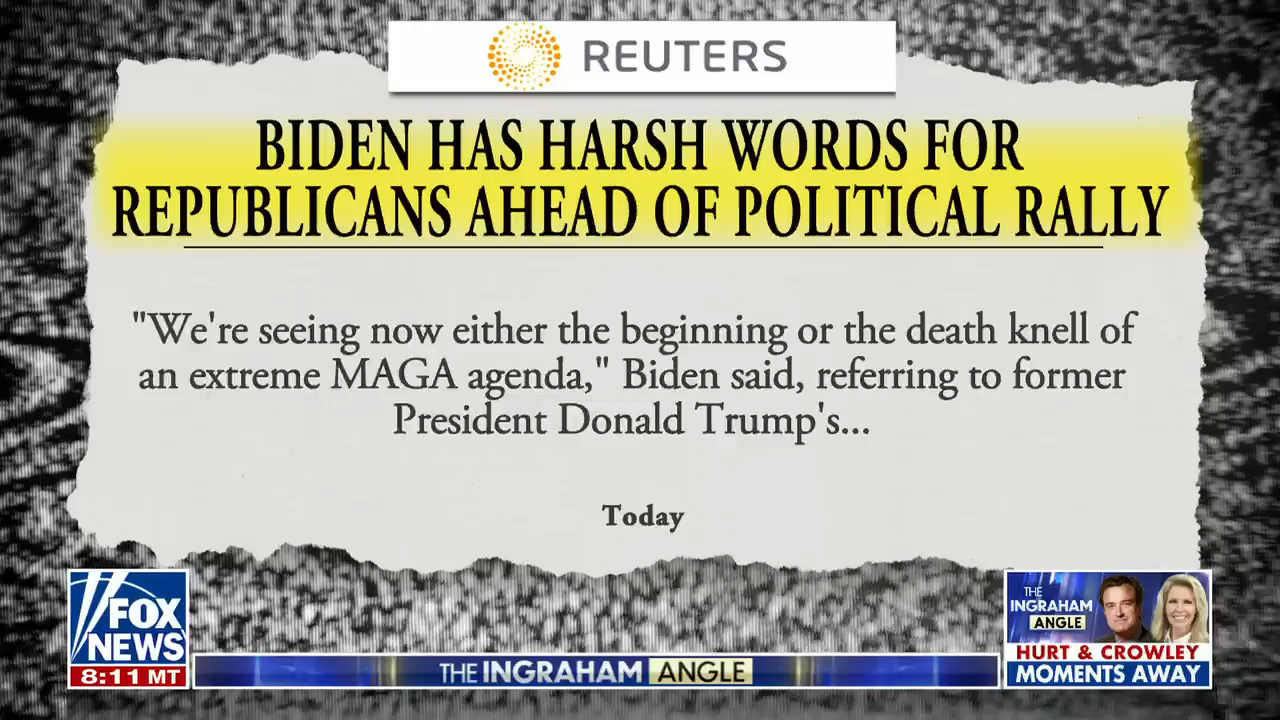 REUTERS
BIDEN HAS HARSH WORDS FOR
REPUBLICANS AHEAD OF POLITICAL RALLY
"We're seeing now either the beginning or the death knell of
an extreme MAGA agenda," Biden said, referring to former
President Donald Trump's...
Today
FOX
NEWS
8:11 MT
THE INGRAHAM ANGLE
THE
INGRAHAM
ANGLE
HURT & CROWLEY
MOMENTS AWAY